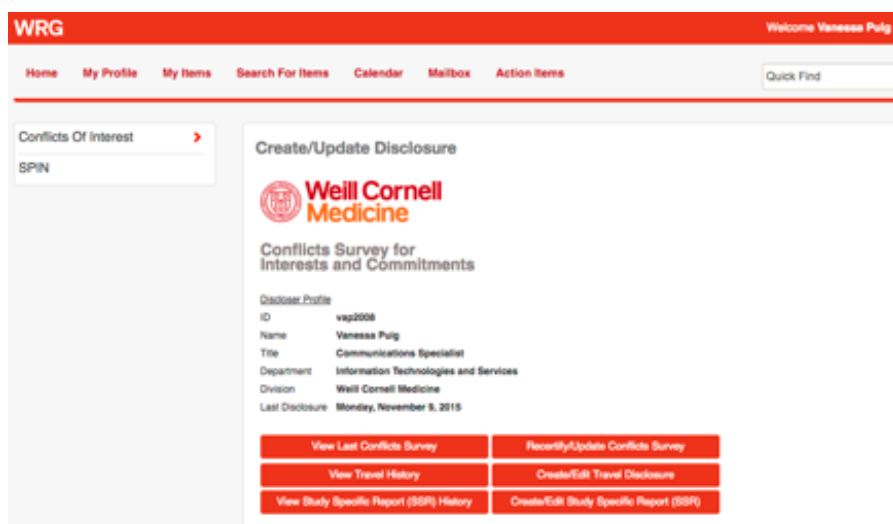 WRG
Welcome Vanessa Puig
Home My Profile My Items Search For Items Calendar Mailbox Action Items
Quick Find
Conflicts Of Interest
SPIN
Create/Update Disclosure
Weill Cornell
Medicine
Conflicts Survey for
Interests and Commitments
Discloser Profile
ID vap2008
Name Vanessa Puig
Title Communications Specialist
Department Information Technologies and Services
Division Weill Cornell Medicine
Last Disclosure Monday, November 9, 2015
View Last Conflicts Survey Recertify/Update Conflicts Survey
View Travel History Create/Edit Travel Disclosure
View Study Specific Report (SSR) History Create/Edit Study Specific Report (SSR)